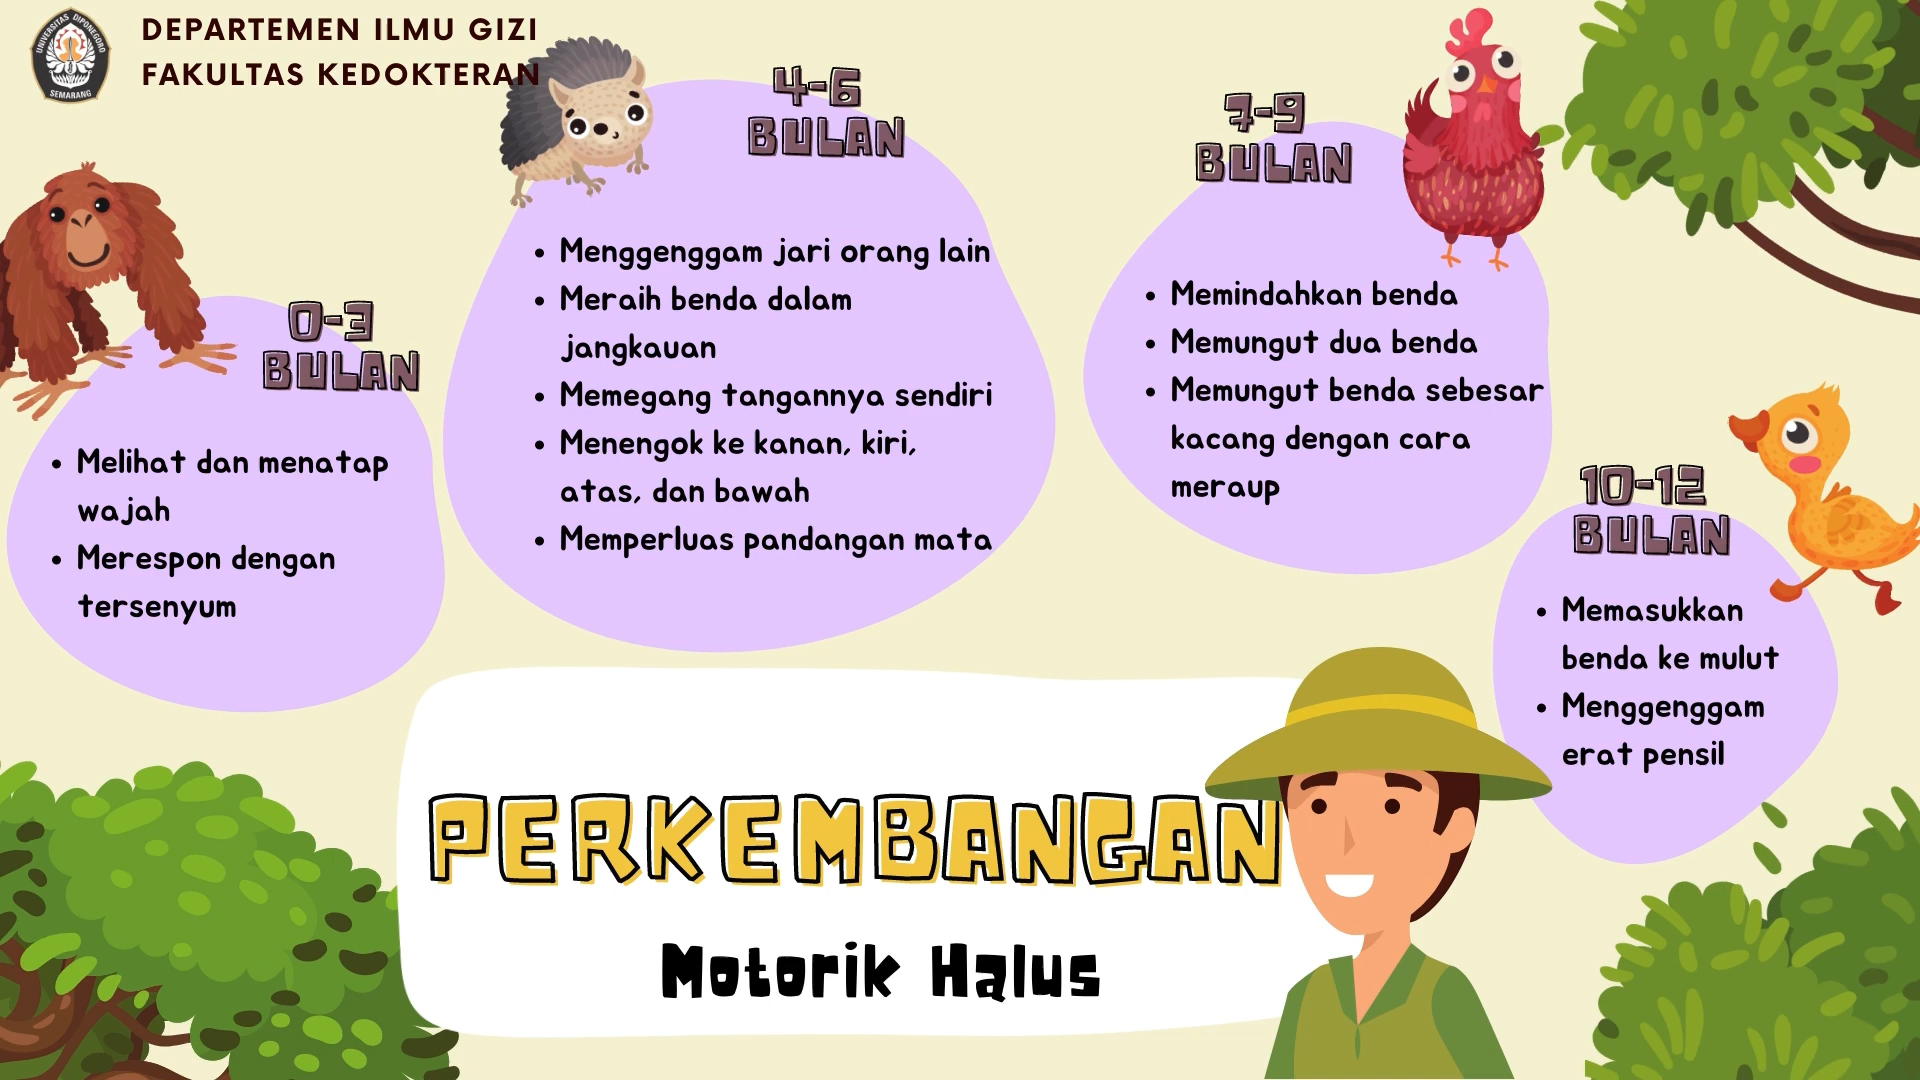 UNIVERSITAS DIPONEGORO
SEMARANG
DEPARTEMEN ILMU GIZI
FAKULTAS KEDOKTERAN
0-3
BULAN
• Melihat dan menatap
wajah
• Merespon dengan
tersenyum
4-6
BULAN
• Menggenggam jari orang lain
• Meraih benda dalam
jangkauan
• Memegang tangannya sendiri
• Menengok ke kanan, kiri,
atas, dan bawah
• Memperluas pandangan mata
7-9
BULAN
• Memindahkan benda
• Memungut dua benda
• Memungut benda sebesar
kacang dengan cara
meraup
10-12
BULAN
• Memasukkan
benda ke mulut
• Menggenggam
erat pensil
PERKEMBANGAN
Motorik Halus